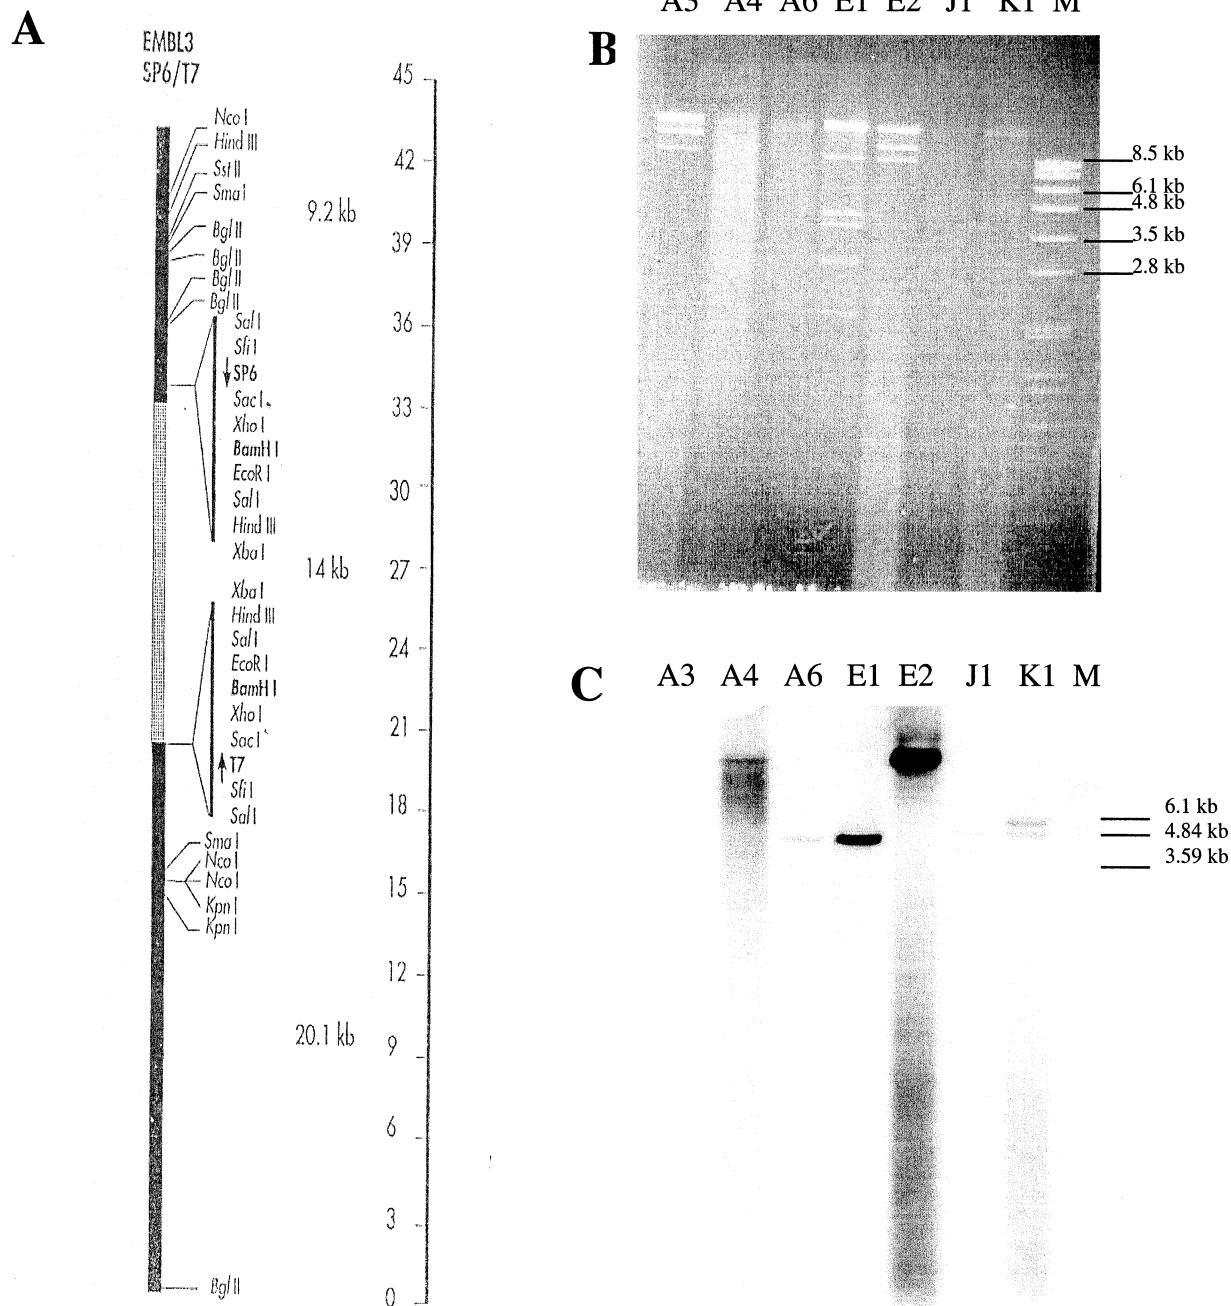 A
EMBL3
SP6/T7
Nco I
Hind III
Sst II
Sma I
Bgl II
Bgl II
Bgl II
Bgl II
Sal I
Sfi I
SP6
Sac I
Xho I
BamH I
EcoR I
Sal I
Hind III
Xba I
Xba I
Hind III
Sal I
EcoR I
BamH I
Xho I
Sac I
T7
Sfi I
Sal I
Sma I
Nco I
Nco I
Kpn I
Kpn I
Bgl II
9.2 kb
14 kb
20.1 kb
45
42
39
36
33
30
27
24
21
18
15
12
9
6
3
0
B
A3 A4 A6 E1 E2 J1 K1 M
8.5 kb
6.1 kb
4.8 kb
3.5 kb
2.8 kb
C
A3 A4 A6 E1 E2 J1 K1 M
6.1 kb
4.84 kb
3.59 kb